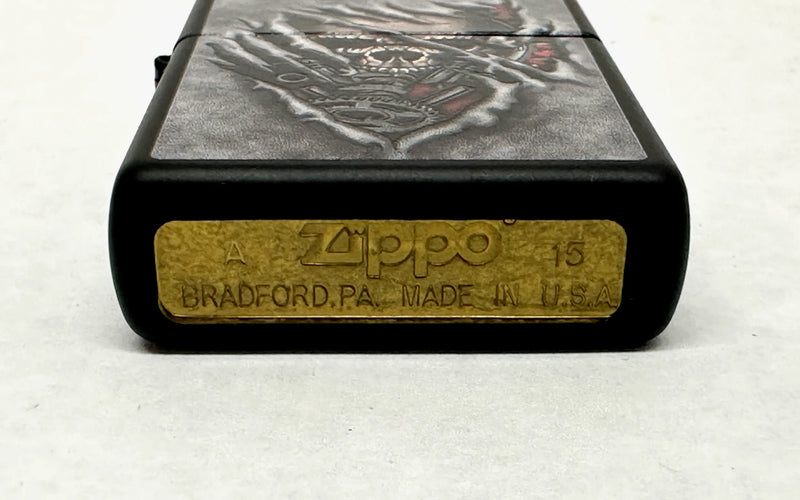 A Zippo 15
BRADFORD,PA. MADE IN U.S.A.